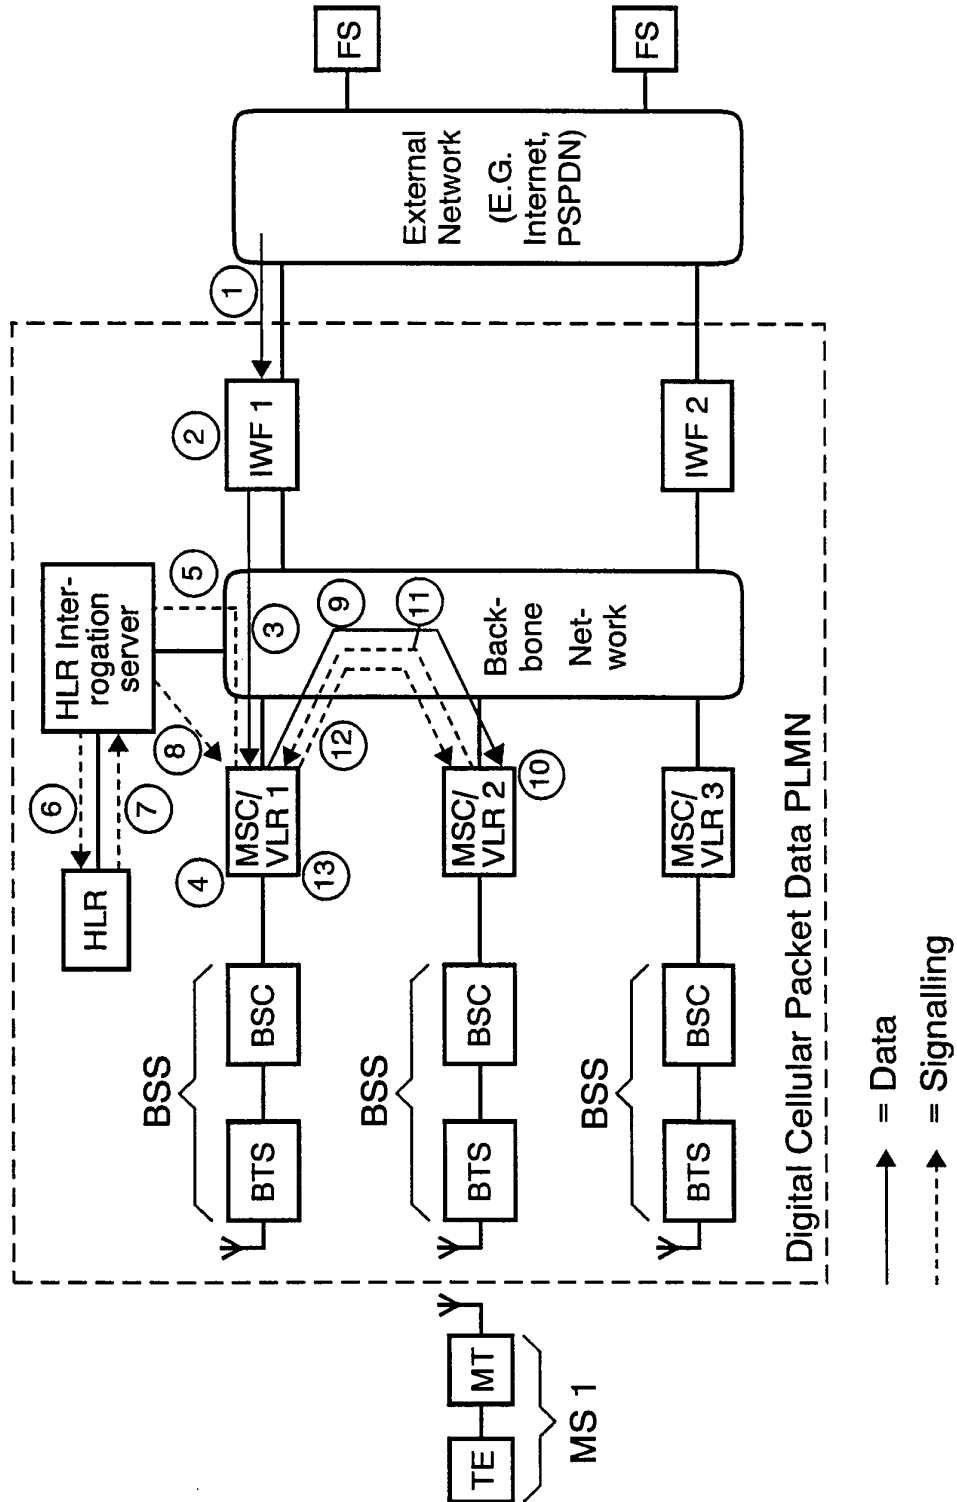 HLR
6
7
HLR Inter-
rogation
server
8
5
2
1
4
MSC/
VLR 1
13
3
IWF 1
BSS
BTS
BSC
9
11
12
External
Network
(E.G.
Internet,
PSPDN)
FS
FS
Back-
bone
Net-
work
TE
MT
MS 1
BSS
BTS
BSC
MSC/
VLR 2
10
BSS
BTS
BSC
MSC/
VLR 3
IWF 2
Digital Cellular Packet Data PLMN
= Data
= Signalling